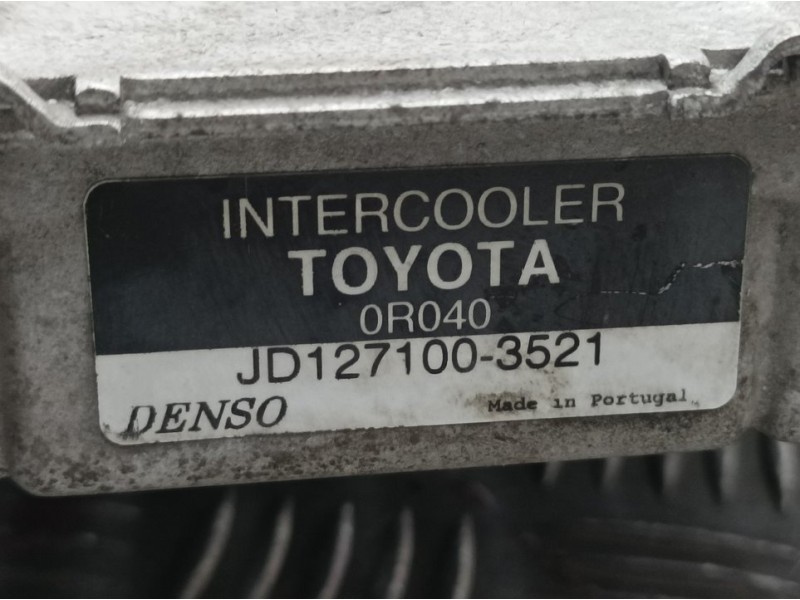 INTERCOOLER
TOYOTA
0R040
JD127100-3521
DENSO
Made in Portugal